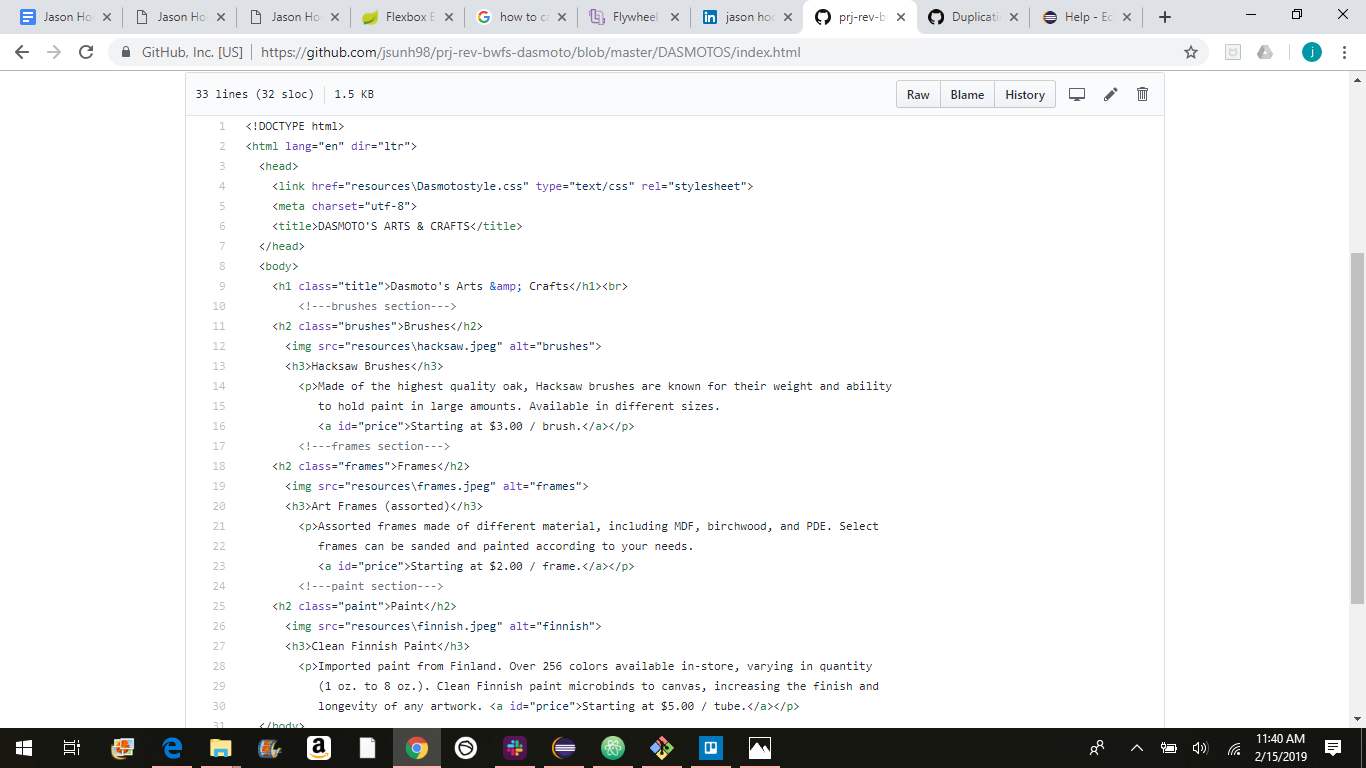 Jason Ho
Jason Ho
Jason Ho
Flexbox E
how to ca
Flywheel
jason hoo
prj-rev-b
Duplicati
Help - Ec
GitHub, Inc. [US]
https://github.com/jsunh98/prj-rev-bwfs-dasmoto/blob/master/DASMOTOS/index.html
j
33 lines (32 sloc) 1.5 KB
Raw Blame History
1 <!DOCTYPE html>
2 <html lang="en" dir="ltr">
3 <head>
4 <link href="resources\Dasmotostyle.css" type="text/css" rel="stylesheet">
5 <meta charset="utf-8">
6 <title>DASMOTO'S ARTS & CRAFTS</title>
7 </head>
8 <body>
9 <h1 class="title">Dasmoto's Arts &amp; Crafts</h1><br>
10 <!---brushes section--->
11 <h2 class="brushes">Brushes</h2>
12 <img src="resources\hacksaw.jpeg" alt="brushes">
13 <h3>Hacksaw Brushes</h3>
14 <p>Made of the highest quality oak, Hacksaw brushes are known for their weight and ability
15 to hold paint in large amounts. Available in different sizes.
16 <a id="price">Starting at $3.00 / brush.</a></p>
17 <!---frames section--->
18 <h2 class="frames">Frames</h2>
19 <img src="resources\frames.jpeg" alt="frames">
20 <h3>Art Frames (assorted)</h3>
21 <p>Assorted frames made of different material, including MDF, birchwood, and PDE. Select
22 frames can be sanded and painted according to your needs.
23 <a id="price">Starting at $2.00 / frame.</a></p>
24 <!---paint section--->
25 <h2 class="paint">Paint</h2>
26 <img src="resources\finnish.jpeg" alt="finnish">
27 <h3>Clean Finnish Paint</h3>
28 <p>Imported paint from Finland. Over 256 colors available in-store, varying in quantity
29 (1 oz. to 8 oz.). Clean Finnish paint microbinds to canvas, increasing the finish and
30 longevity of any artwork. <a id="price">Starting at $5.00 / tube.</a></p>
31 </body>
11:40 AM
2/15/2019